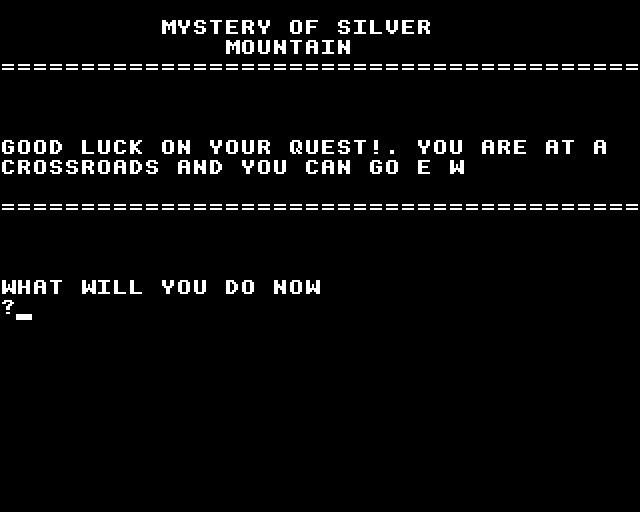 MYSTERY OF SILVER
MOUNTAIN
========================================
GOOD LUCK ON YOUR QUEST!. YOU ARE AT A
CROSSROADS AND YOU CAN GO E W
========================================
WHAT WILL YOU DO NOW
?_